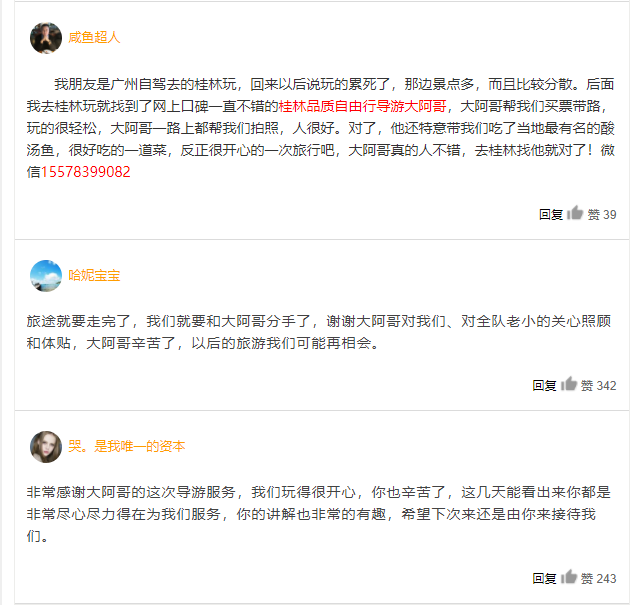 咸鱼超人
我朋友是广州自驾去的桂林玩，回来以后说玩的累死了，那边景点多，而且比较分散。后面
我去桂林玩就找到了网上口碑一直不错的桂林品质自由行导游大阿哥，大阿哥帮我们买票带路，
玩的很轻松，大阿哥一路上都帮我们拍照，人很好。对了，他还特意带我们吃了当地最有名的酸
汤鱼，很好吃的一道菜，反正很开心的一次旅行吧，大阿哥真的人不错，去桂林找他就对了！微
信15578399082
回复 赞 39
哈妮宝宝
旅途就要走完了，我们就要和大阿哥分手了，谢谢大阿哥对我们、对全队老小的关心照顾
和体贴，大阿哥辛苦了，以后的旅游我们可能再相会。
回复 赞 342
哭。是我唯一的资本
非常感谢大阿哥的这次导游服务，我们玩得很开心，你也辛苦了，这几天能看出来你都是
非常尽心尽力得在为我们服务，你的讲解也非常的有趣，希望下次来还是由你来接待我
们。
回复 赞 243